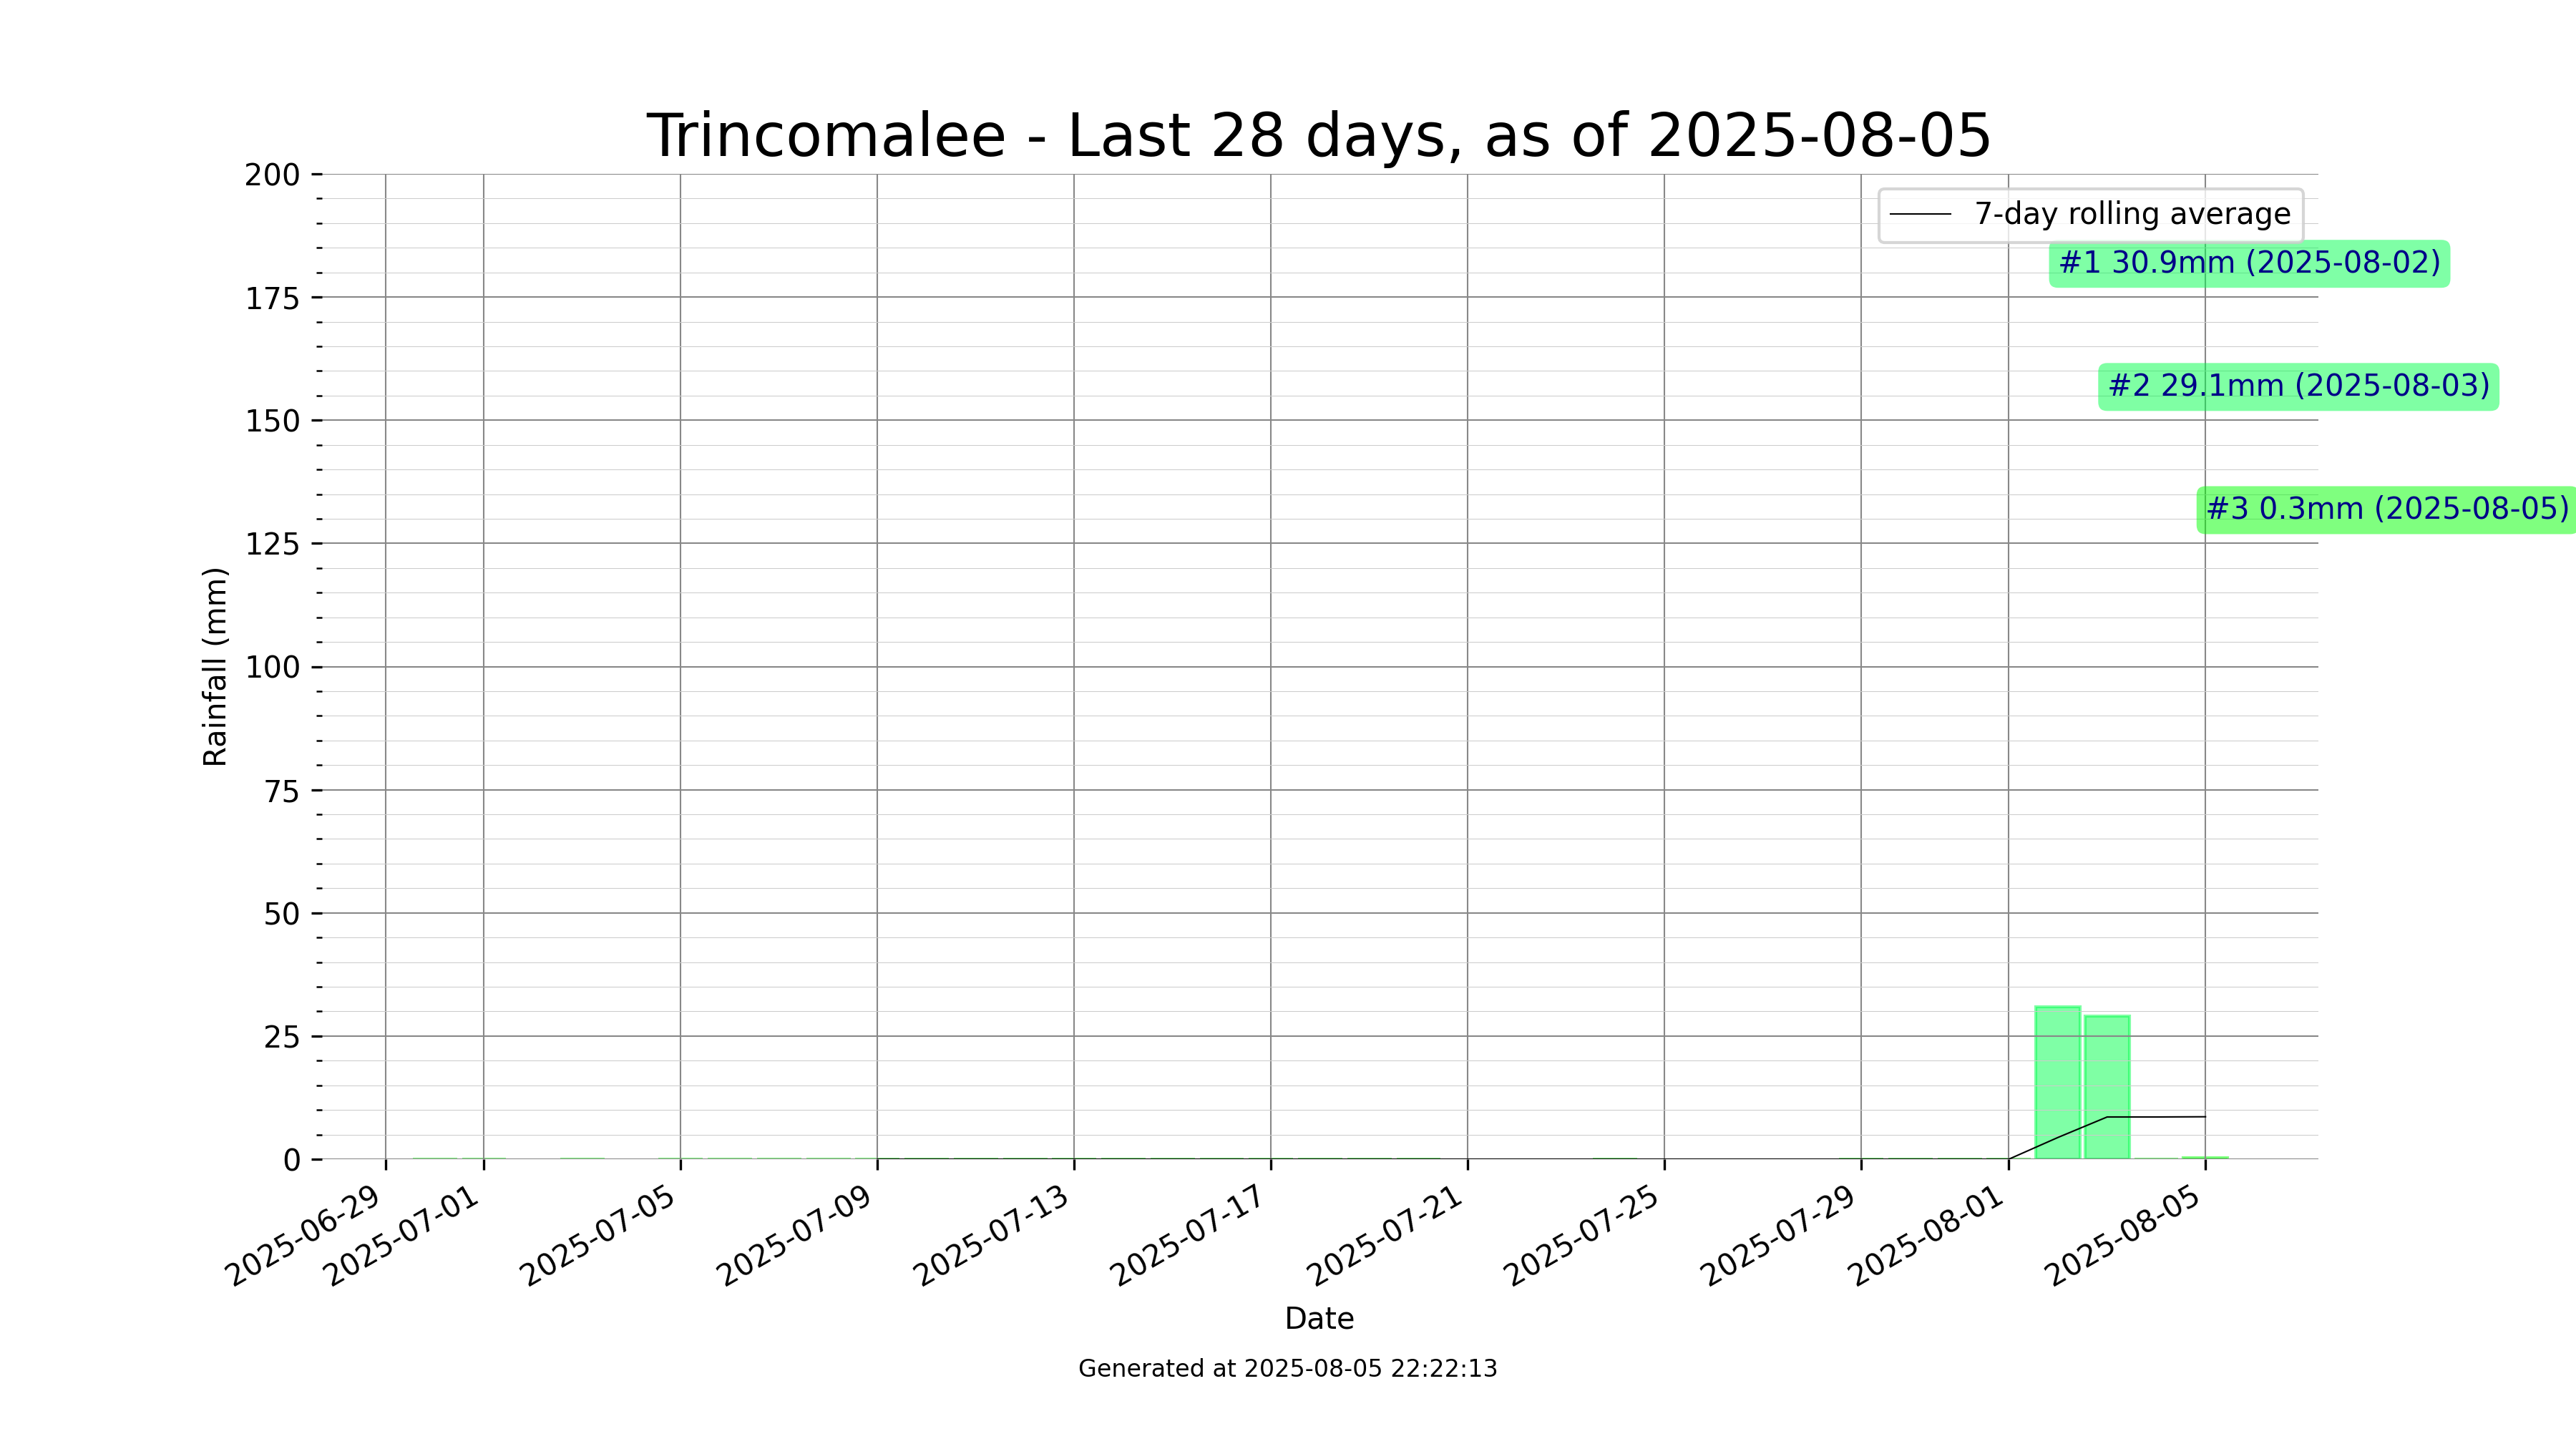 Trincomalee - Last 28 days, as of 2025-08-05
7-day rolling average
#1 30.9mm (2025-08-02)
#2 29.1mm (2025-08-03)
#3 0.3mm (2025-08-05)
Rainfall (mm)
200
175
150
125
100
75
50
25
0
2025-06-29
2025-07-01
2025-07-05
2025-07-09
2025-07-13
2025-07-17
2025-07-21
2025-07-25
2025-07-29
2025-08-01
2025-08-05
Date
Generated at 2025-08-05 22:22:13